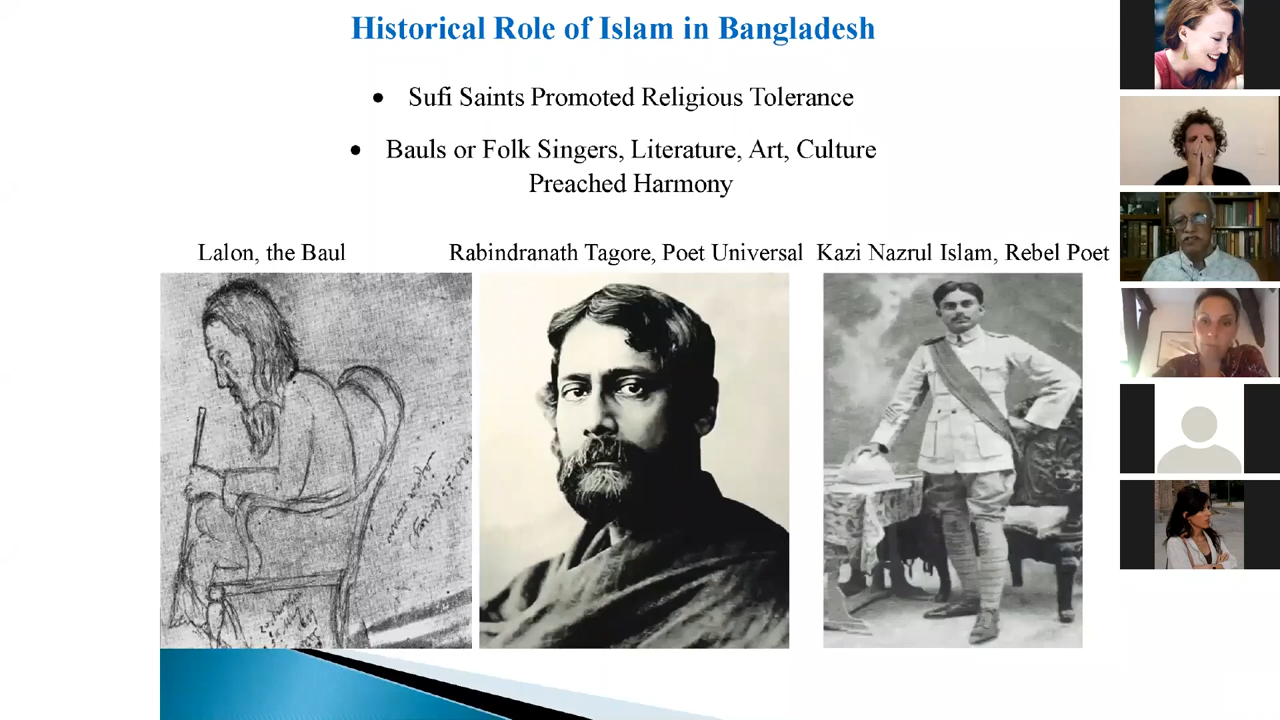 Historical Role of Islam in Bangladesh
• Sufi Saints Promoted Religious Tolerance
• Bauls or Folk Singers, Literature, Art, Culture
Preached Harmony
Lalon, the Baul
Rabindranath Tagore, Poet Universal
Kazi Nazrul Islam, Rebel Poet